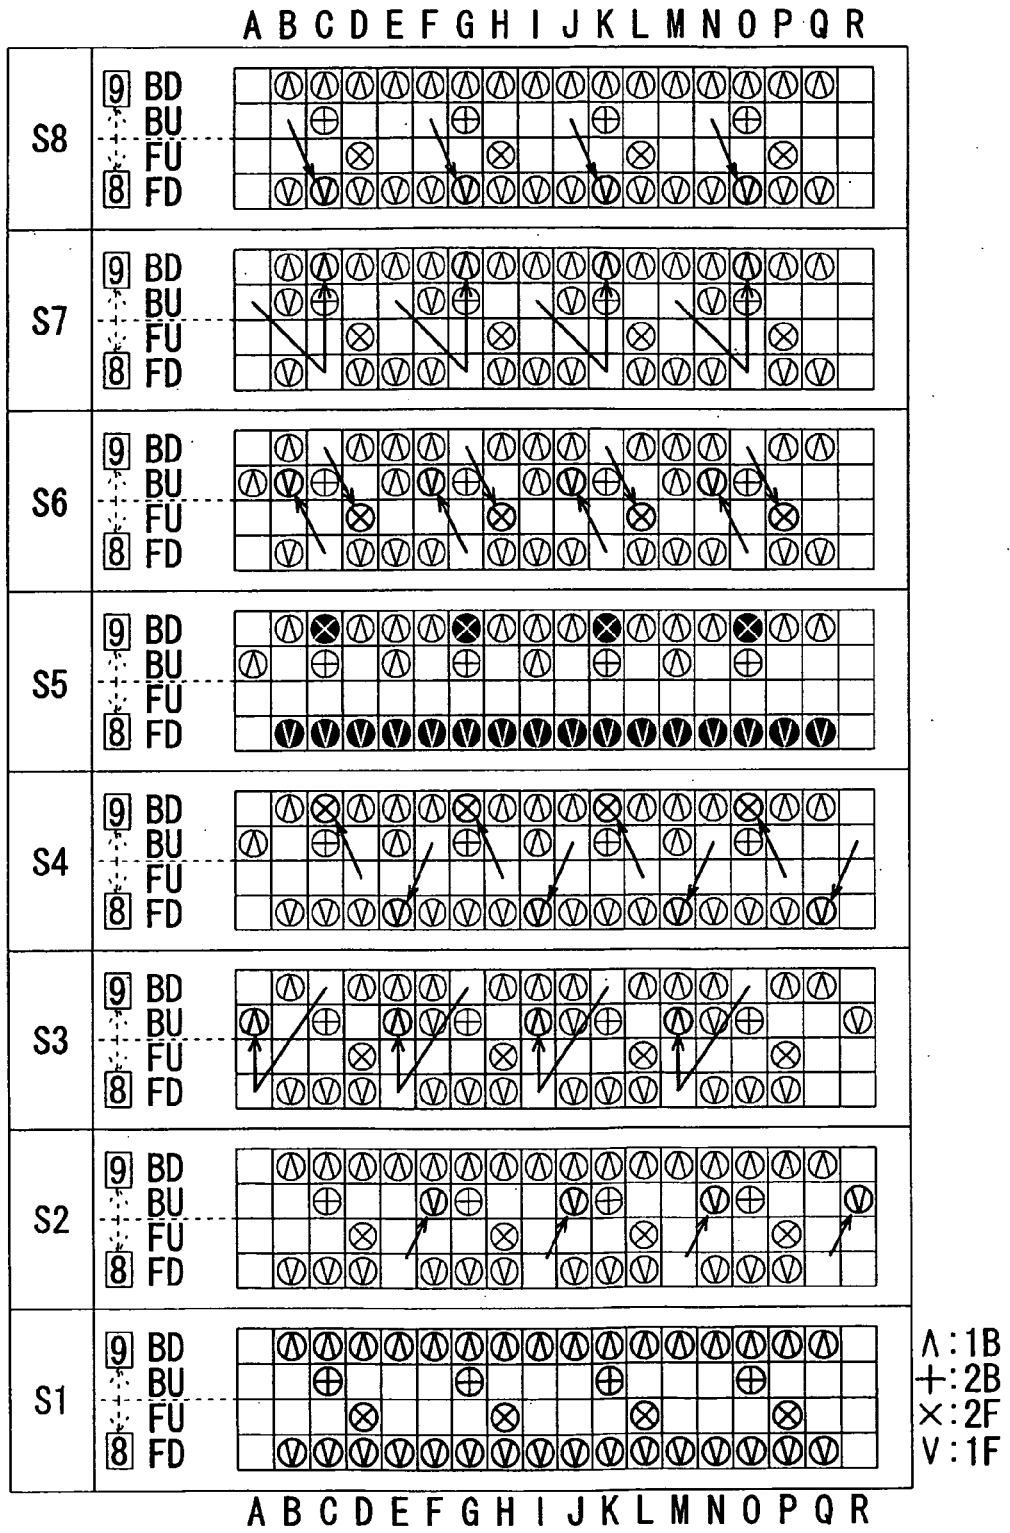 A B C D E F G H I J K L M N O P Q R
S8
9 BD
BU
FU
8 FD
S7
9 BD
BU
FU
8 FD
S6
9 BD
BU
FU
8 FD
S5
9 BD
BU
FU
8 FD
S4
9 BD
BU
FU
8 FD
S3
9 BD
BU
FU
8 FD
S2
9 BD
BU
FU
8 FD
S1
9 BD
BU
FU
8 FD
∧:1B
+:2B
×:2F
∨:1F
A B C D E F G H I J K L M N O P Q R